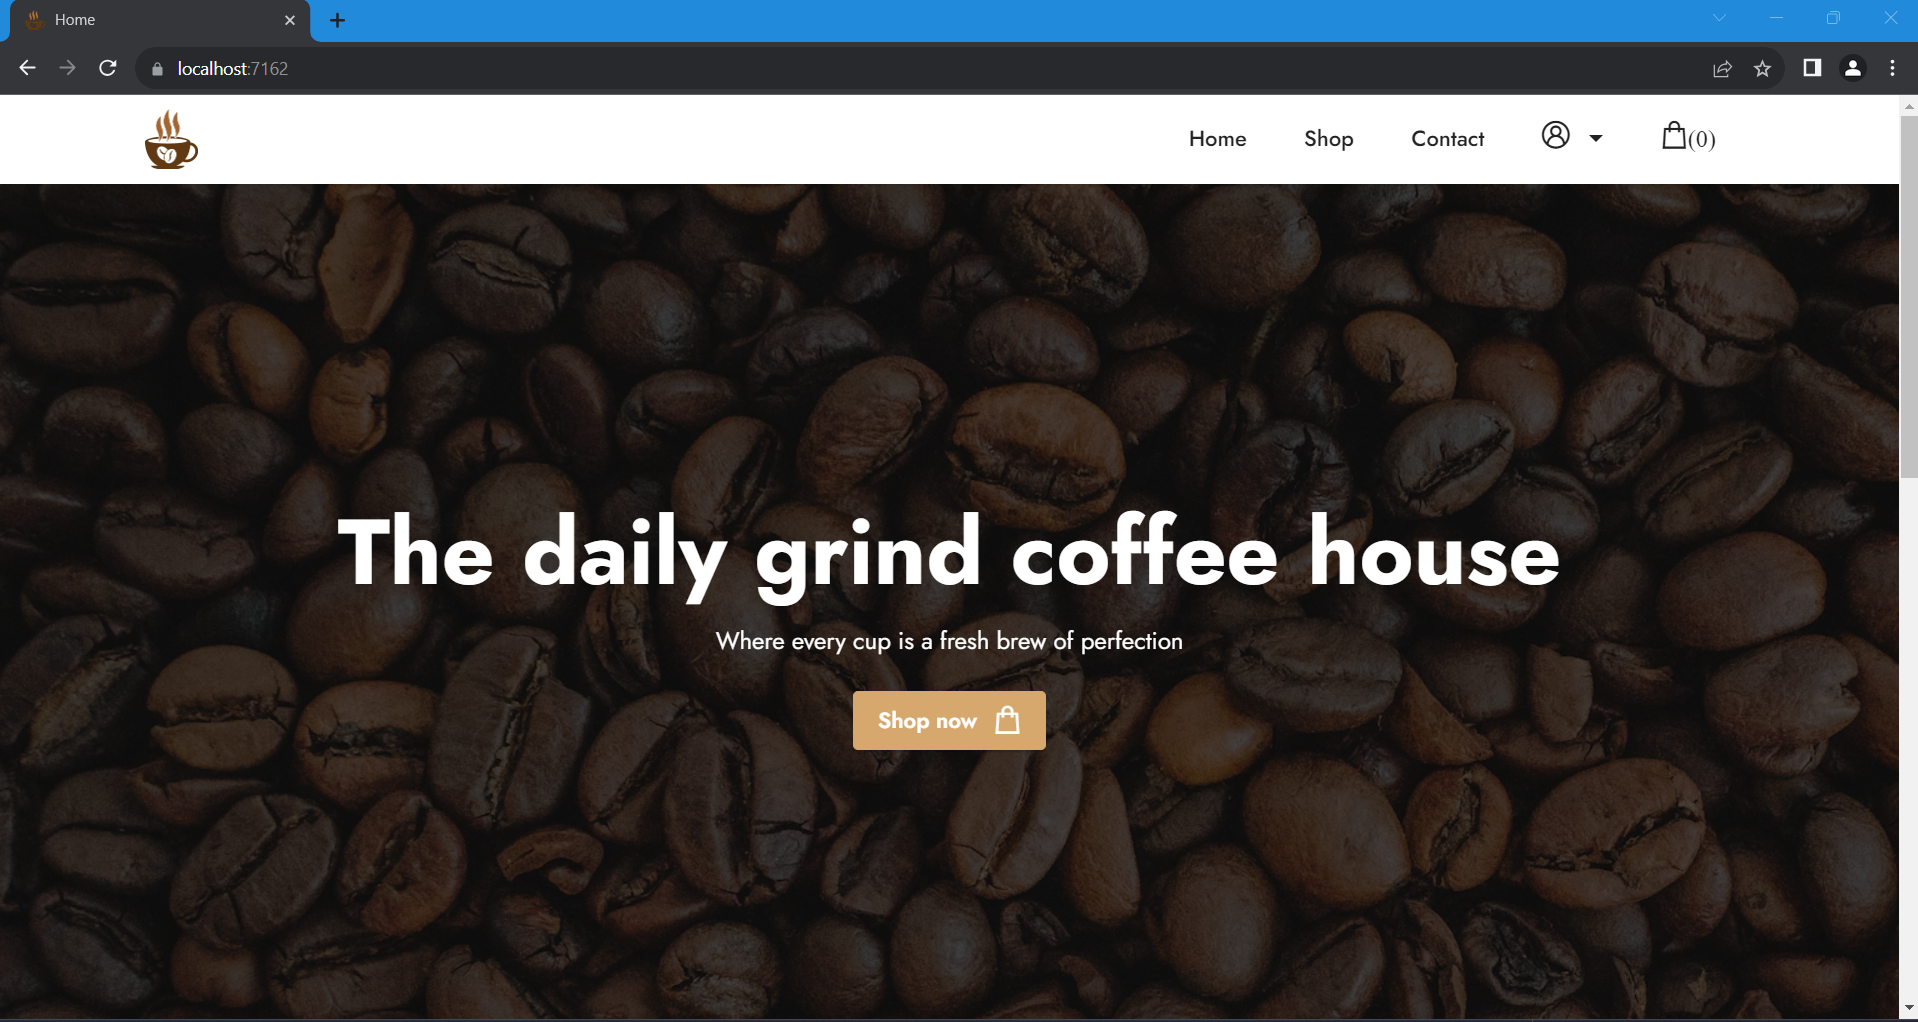 Home
localhost:7162
Home Shop Contact (0)
The daily grind coffee house
Where every cup is a fresh brew of perfection
Shop now